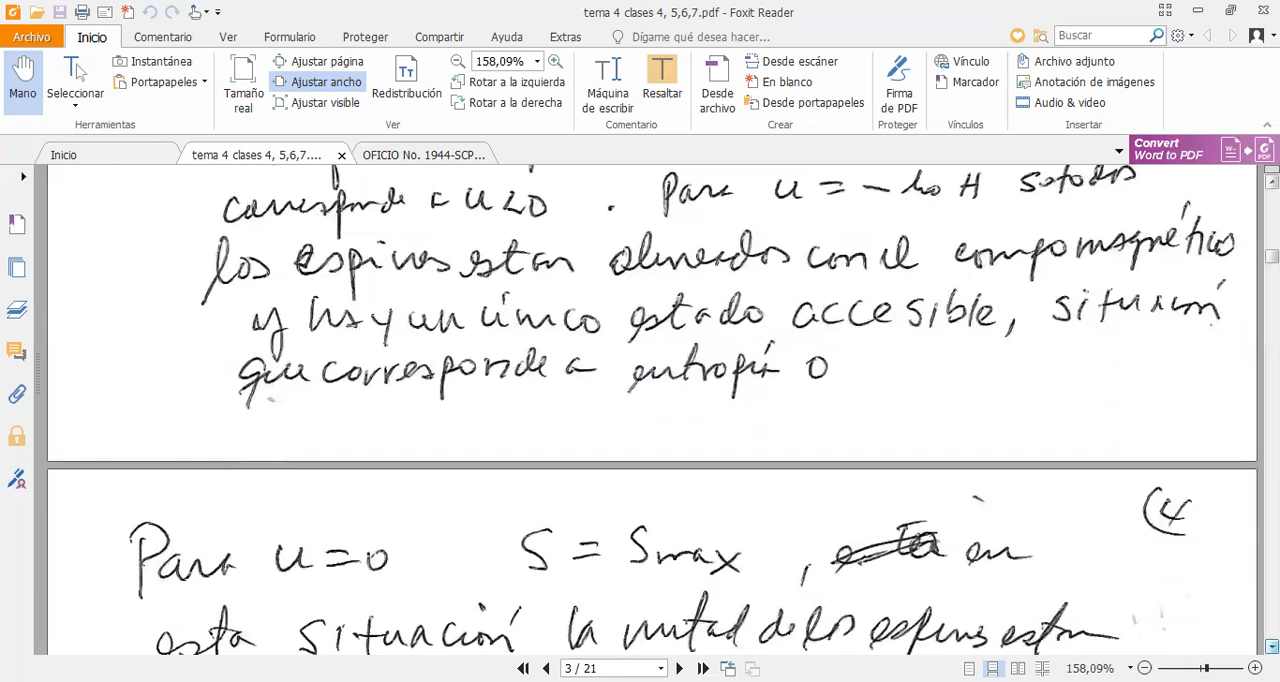 tema 4 clases 4, 5,6,7.pdf - Foxit Reader
Archivo Inicio Comentario Ver Formulario Proteger Compartir Ayuda Extras Dígame qué desea hacer... Buscar
Mano
Seleccionar
Instantánea
Portapapeles
Herramientas
Tamaño real
Ajustar página
Ajustar ancho
Ajustar visible
Redistribución
158,09%
Rotar a la izquierda
Rotar a la derecha
Ver
Máquina de escribir
Resaltar
Comentario
Desde archivo
Desde escáner
En blanco
Desde portapapeles
Crear
Firma de PDF
Proteger
Vínculo
Marcador
Vínculos
Archivo adjunto
Anotación de imágenes
Audio & video
Insertar
Inicio tema 4 clases 4, 5,6,7.... OFICIO No. 1944-SCP... Convert Word to PDF
corresponde a u<0 . Para u = - H
los espines estan alineados con el campo magnético
y hay un único estado accesible, situación
que corresponde a entropía 0
(4
Para u=0 S = Smax , en
esta situación la mitad de los espines estan
3 / 21 158,09%